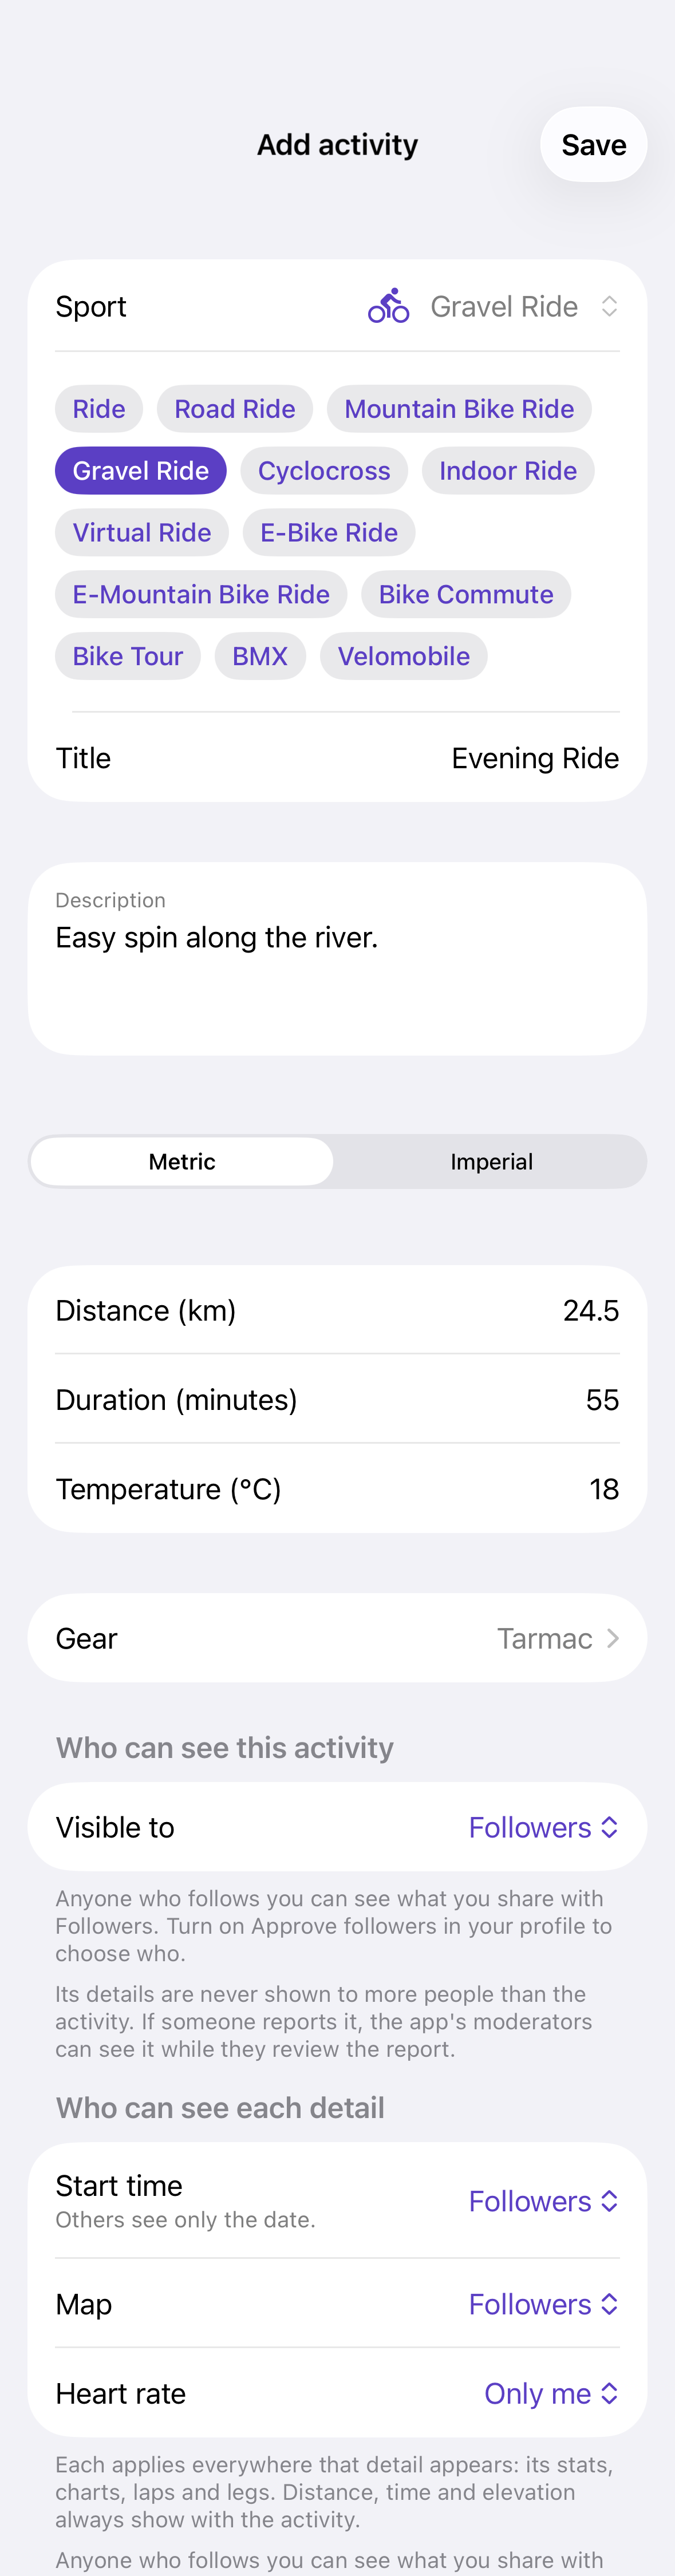 Add activity
Save
Sport
Gravel Ride
Ride
Road Ride
Mountain Bike Ride
Gravel Ride
Cyclocross
Indoor Ride
Virtual Ride
E-Bike Ride
E-Mountain Bike Ride
Bike Commute
Bike Tour
BMX
Velomobile
Title
Evening Ride
Description
Easy spin along the river.
Metric
Imperial
Distance (km)
24.5
Duration (minutes)
55
Temperature (°C)
18
Gear
Tarmac
Who can see this activity
Visible to
Followers
Anyone who follows you can see what you share with
Followers. Turn on Approve followers in your profile to
choose who.
Its details are never shown to more people than the
activity. If someone reports it, the app's moderators
can see it while they review the report.
Who can see each detail
Start time
Others see only the date.
Followers
Map
Followers
Heart rate
Only me
Each applies everywhere that detail appears: its stats,
charts, laps and legs. Distance, time and elevation
always show with the activity.
Anyone who follows you can see what you share with